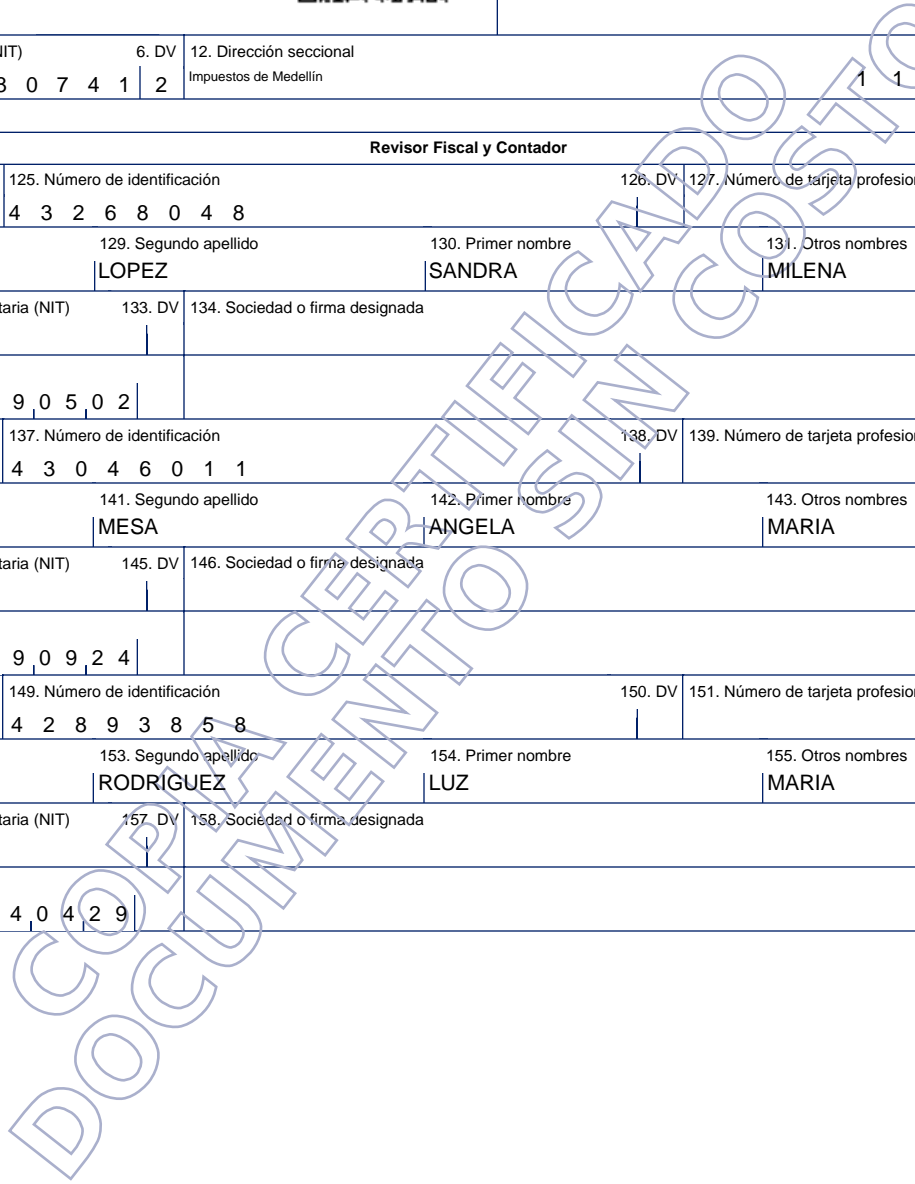 NIT) 6. DV 12. Dirección seccional
3 0 7 4 1 2 Impuestos de Medellín 1 1
Revisor Fiscal y Contador
125. Número de identificación 126. DV 127. Número de tarjeta profesion
4 3 2 6 8 0 4 8
129. Segundo apellido 130. Primer nombre 131. Otros nombres
LOPEZ SANDRA MILENA
taria (NIT) 133. DV 134. Sociedad o firma designada
9 0 5 0 2
137. Número de identificación 138. DV 139. Número de tarjeta profesion
4 3 0 4 6 0 1 1
141. Segundo apellido 142. Primer nombre 143. Otros nombres
MESA ANGELA MARIA
taria (NIT) 145. DV 146. Sociedad o firma designada
9 0 9 2 4
149. Número de identificación 150. DV 151. Número de tarjeta profesion
4 2 8 9 3 8 5 8
153. Segundo apellido 154. Primer nombre 155. Otros nombres
RODRIGUEZ LUZ MARIA
taria (NIT) 157. DV 158. Sociedad o firma designada
4 0 4 2 9
COPIA CERTIFICADO
DOCUMENTO SIN COSTO